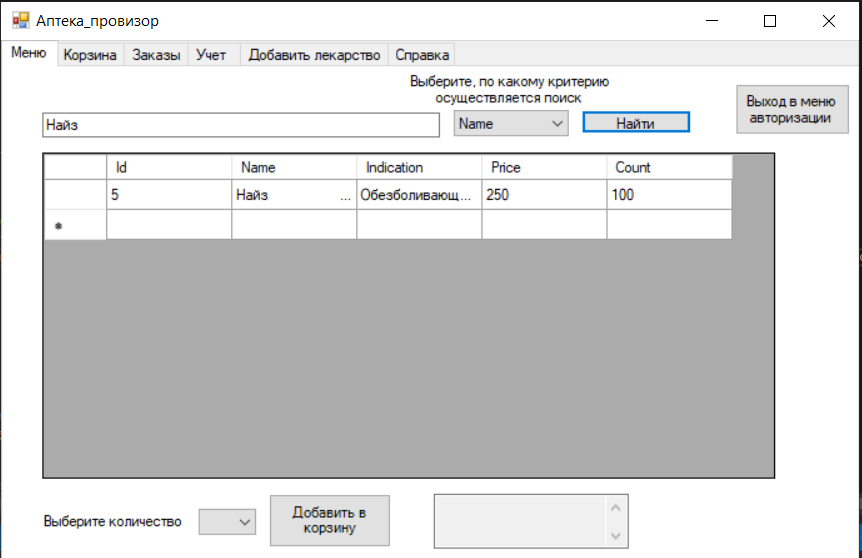 Аптека_провизор
Меню Корзина Заказы Учет Добавить лекарство Справка
Выберите, по какому критерию
осуществляется поиск
Выход в меню
авторизации
Найз Name Найти
Id Name Indication Price Count
5 Найз ... Обезболивающ... 250 100
*
Выберите количество
Добавить в
корзину